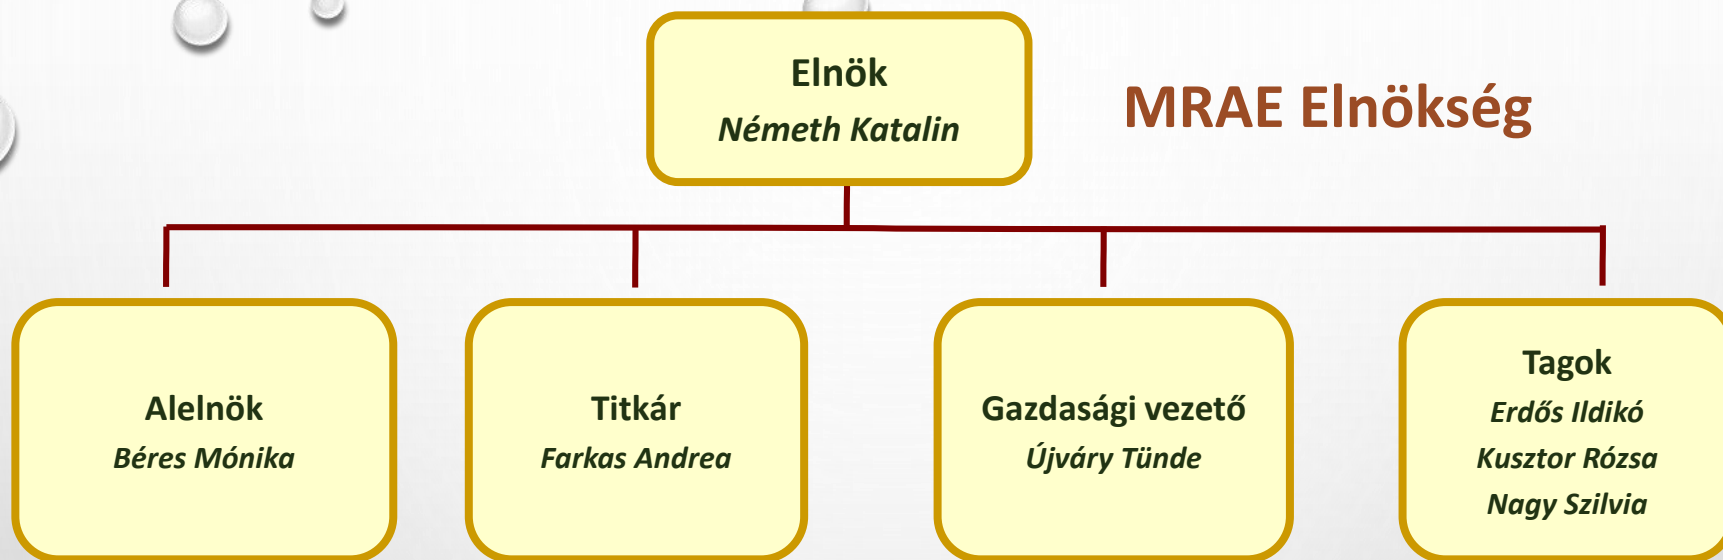 Elnök
Németh Katalin
MRAE Elnökség
Alelnök
Béres Mónika
Titkár
Farkas Andrea
Gazdasági vezető
Újváry Tünde
Tagok
Erdős Ildikó
Kusztor Rózsa
Nagy Szilvia